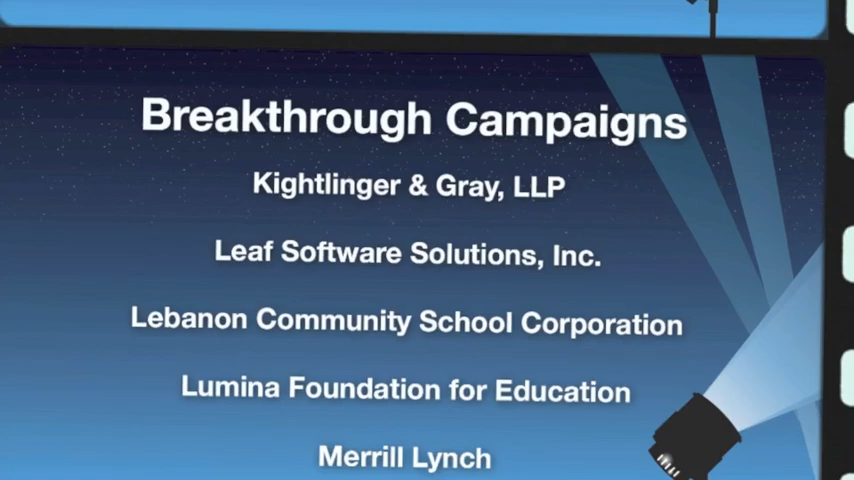 Breakthrough Campaigns
Kightlinger & Gray, LLP
Leaf Software Solutions, Inc.
Lebanon Community School Corporation
Lumina Foundation for Education
Merrill Lynch